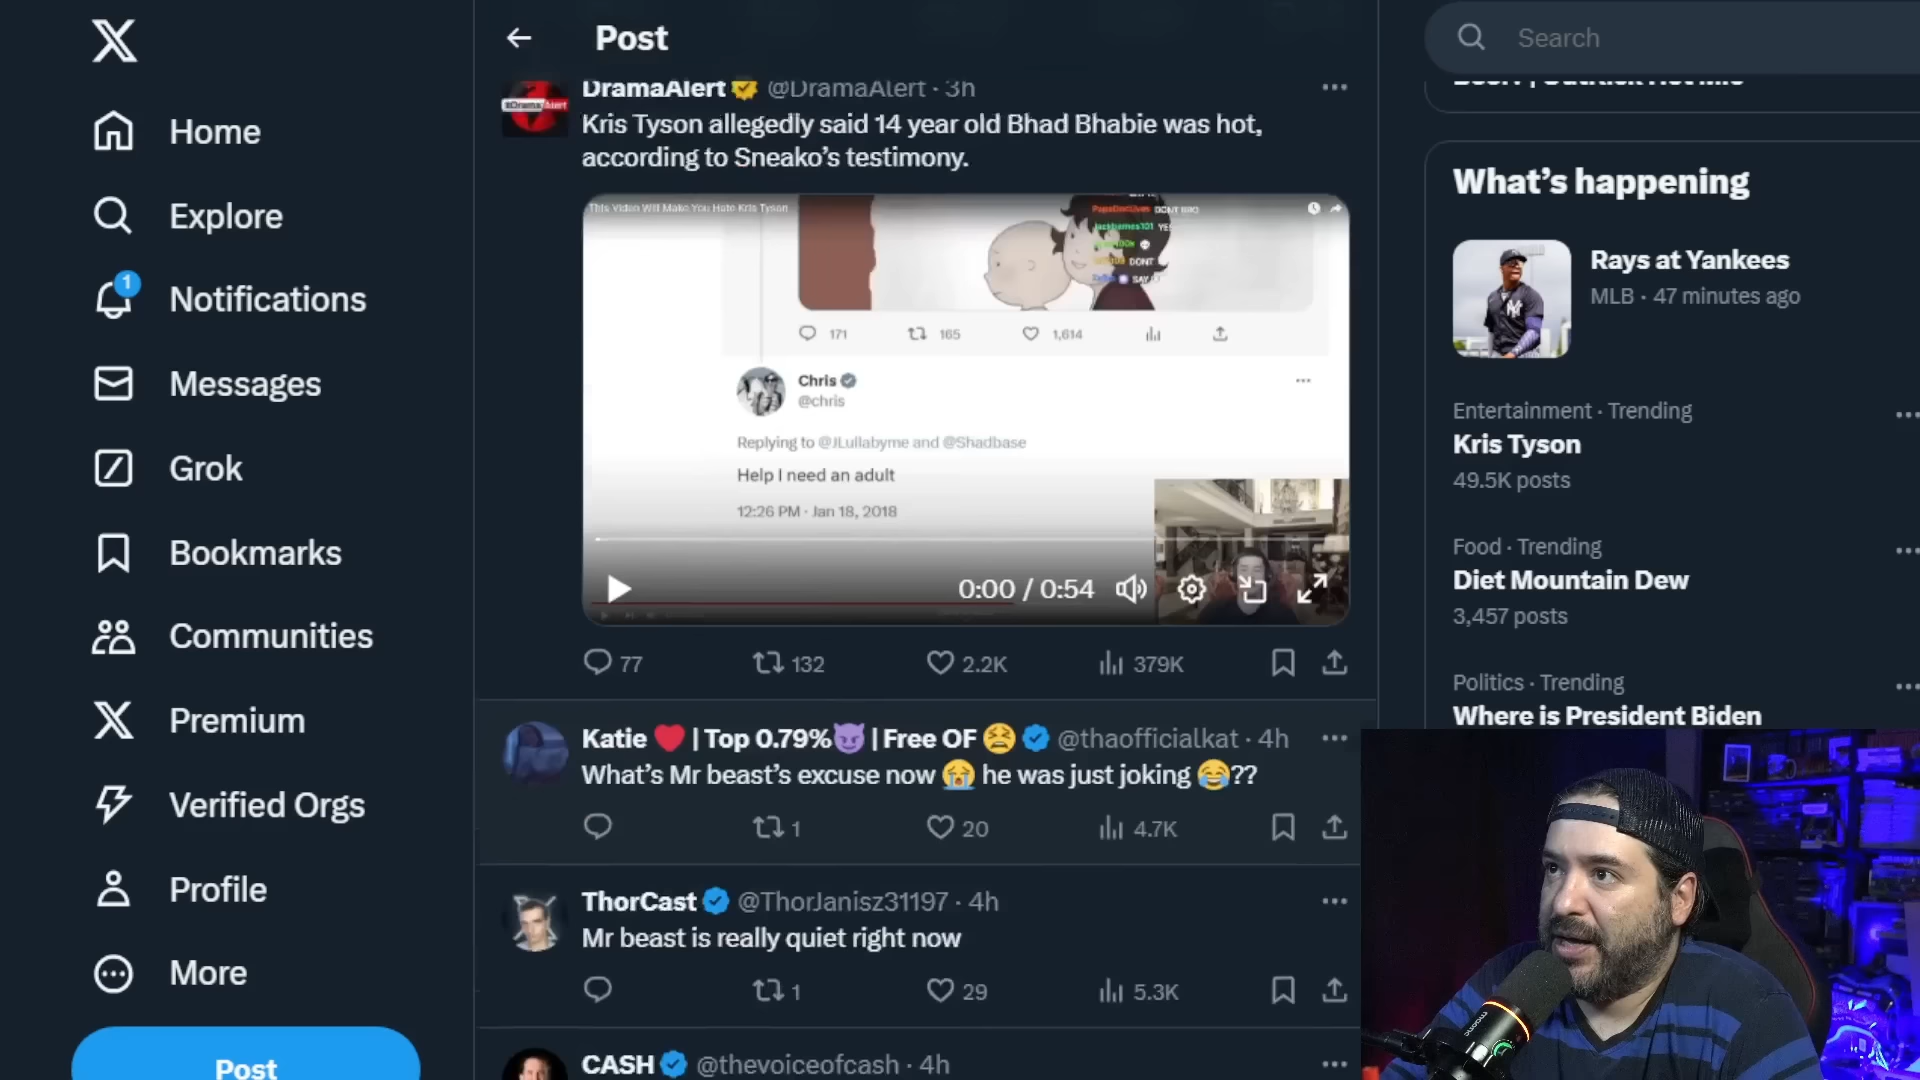 Home
Explore
1
Notifications
Messages
Grok
Bookmarks
Communities
Premium
Verified Orgs
Profile
More
Post
Post
DramaAlert @DramaAlert · 3h
Kris Tyson allegedly said 14 year old Bhad Bhabie was hot,
according to Sneako’s testimony.
This Video Will Make You Hate Kris Tyson
171
165
1,614
Chris
@chris
Replying to @JLullabyme and @Shadbase
Help I need an adult
12:26 PM · Jan 18, 2018
0:00 / 0:54
77
132
2.2K
379K
Katie ❤️ | Top 0.79%😈 | Free OF 😫 @thaofficialkat · 4h
What’s Mr beast’s excuse now 😭 he was just joking 😂??
1
20
4.7K
ThorCast @ThorJanisz31197 · 4h
Mr beast is really quiet right now
1
29
5.3K
CASH @thevoiceofcash · 4h
Search
What’s happening
Rays at Yankees
MLB · 47 minutes ago
Entertainment · Trending
Kris Tyson
49.5K posts
Food · Trending
Diet Mountain Dew
3,457 posts
Politics · Trending
Where is President Biden